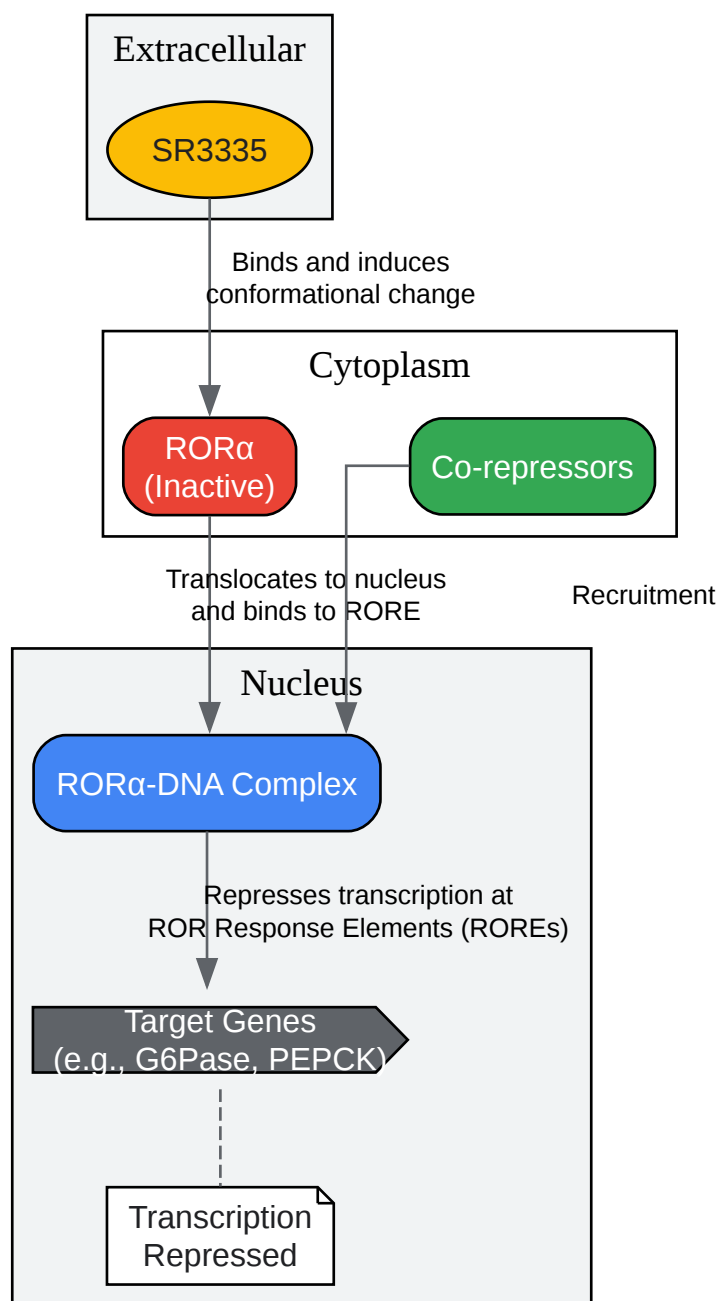 Extracellular
SR3335
Binds and induces
conformational change
Cytoplasm
RORα
(Inactive)
Co-repressors
Translocates to nucleus
and binds to RORE
Recruitment
Nucleus
RORα-DNA Complex
Represses transcription at
ROR Response Elements (ROREs)
Target Genes
(e.g., G6Pase, PEPCK)
Transcription
Repressed